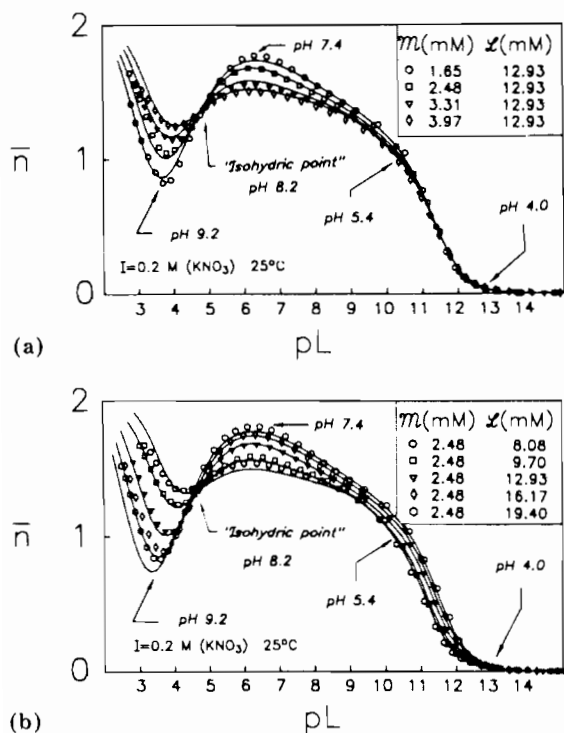 (a)
2
1
0
n̅
pH 7.4
"Isohydric point"
pH 8.2
pH 9.2
pH 5.4
pH 4.0
I=0.2 M (KNO₃) 25°C
ℳ(mM) ℒ(mM)
○ 1.65 12.93
□ 2.48 12.93
▼ 3.31 12.93
◇ 3.97 12.93
3 4 5 6 7 8 9 10 11 12 13 14
pL
(b)
2
1
0
n̅
pH 7.4
"Isohydric point"
pH 8.2
pH 9.2
pH 5.4
pH 4.0
I=0.2 M (KNO₃) 25°C
ℳ(mM) ℒ(mM)
○ 2.48 8.08
□ 2.48 9.70
▼ 2.48 12.93
◇ 2.48 16.17
○ 2.48 19.40
3 4 5 6 7 8 9 10 11 12 13 14
pL